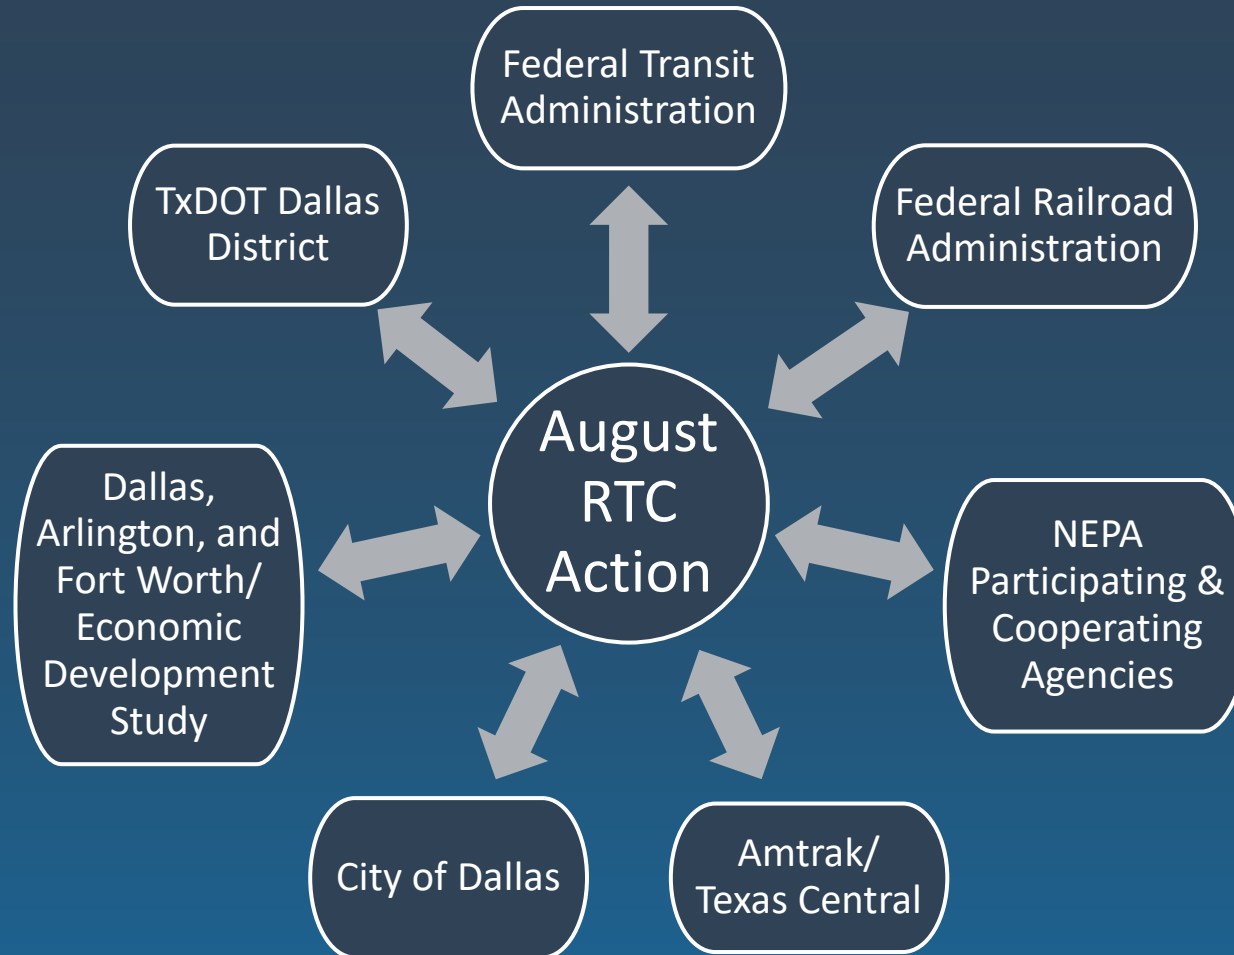 Federal Transit
Administration
TxDOT Dallas
District
Federal Railroad
Administration
August
RTC
Action
Dallas,
Arlington, and
Fort Worth/
Economic
Development
Study
NEPA
Participating &
Cooperating
Agencies
City of Dallas
Amtrak/
Texas Central